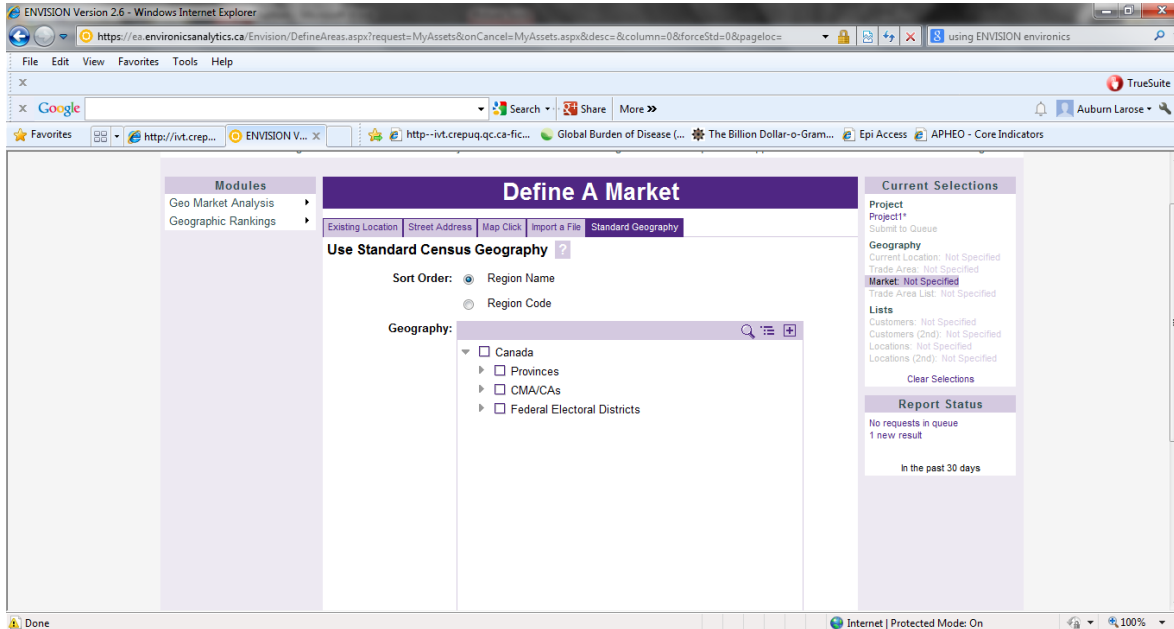 ENVISION Version 2.6 - Windows Internet Explorer
https://ea.environicsanalytics.ca/Envision/DefineAreas.aspx?request=MyAssets&onCancel=MyAssets.aspx&desc=&column=0&forceStd=0&pageloc=
using ENVISION environics
File Edit View Favorites Tools Help
x
TrueSuite
x Google
Search Share More »
Auburn Larose
Favorites
http://ivt.crep...
ENVISION V... X
http--ivt.crepuq.qc.ca-fic...
Global Burden of Disease (...
The Billion Dollar-o-Gram...
Epi Access
APHEO - Core Indicators
Modules
Geo Market Analysis
Geographic Rankings
Define A Market
Existing Location Street Address Map Click Import a File Standard Geography
Use Standard Census Geography ?
Sort Order: Region Name
Region Code
Geography:
Canada
Provinces
CMA/CAs
Federal Electoral Districts
Current Selections
Project
Project1*
Submit to Queue
Geography
Current Location: Not Specified
Trade Area: Not Specified
Market: Not Specified
Trade Area List: Not Specified
Lists
Customers: Not Specified
Customers (2nd): Not Specified
Locations: Not Specified
Locations (2nd): Not Specified
Clear Selections
Report Status
No requests in queue
1 new result
In the past 30 days
Done
Internet | Protected Mode: On
100%